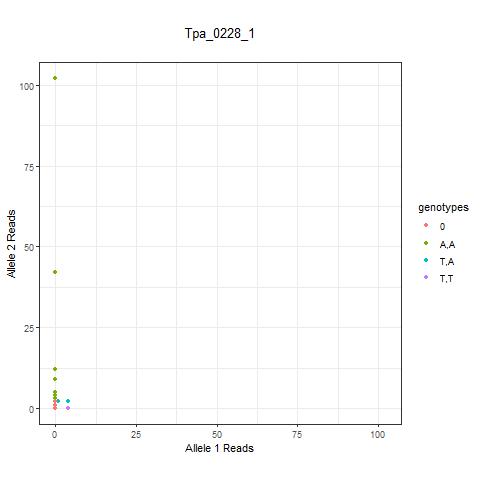 Tpa_0228_1
Allele 2 Reads
100
75
50
25
0
0
25
50
75
100
Allele 1 Reads
genotypes
0
A,A
T,A
T,T